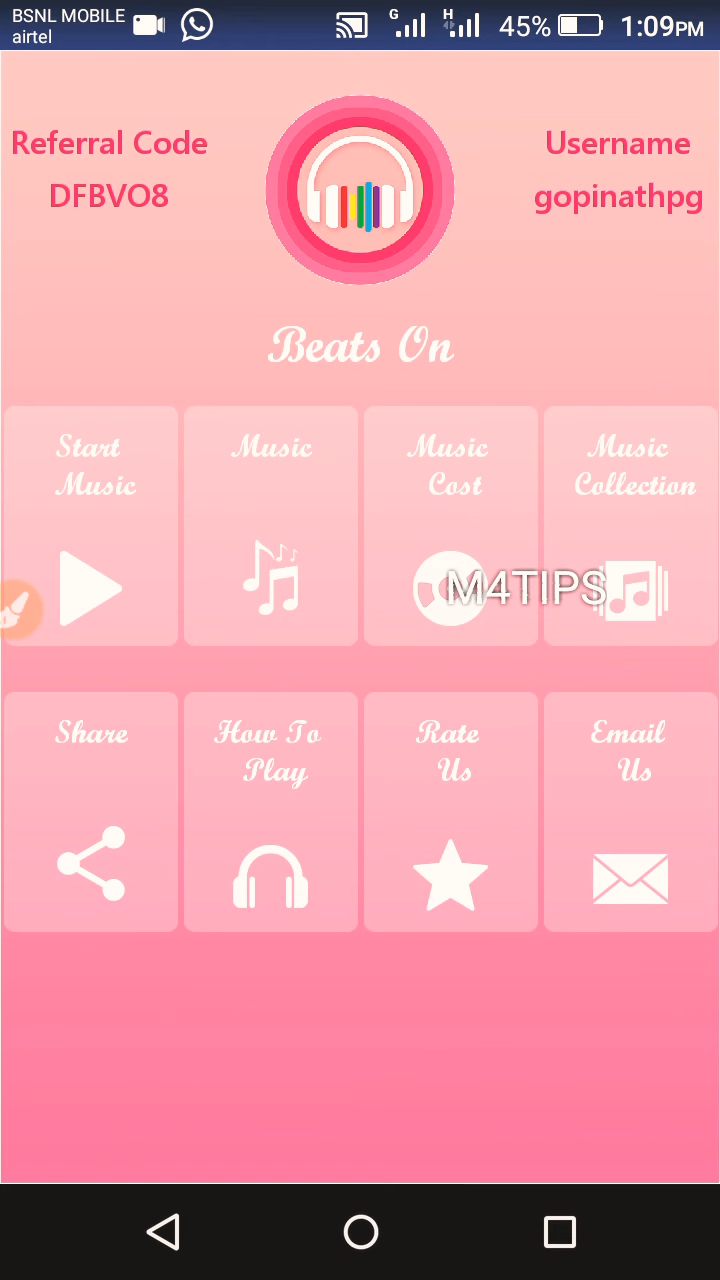 BSNL MOBILE
airtel
G
H
45%
1:09PM
Referral Code
DFBVO8
Username
gopinathpg
Beats On
Start
Music
Music
Music
Cost
Music
Collection
M4TIPS
Share
How To
Play
Rate
Us
Email
Us